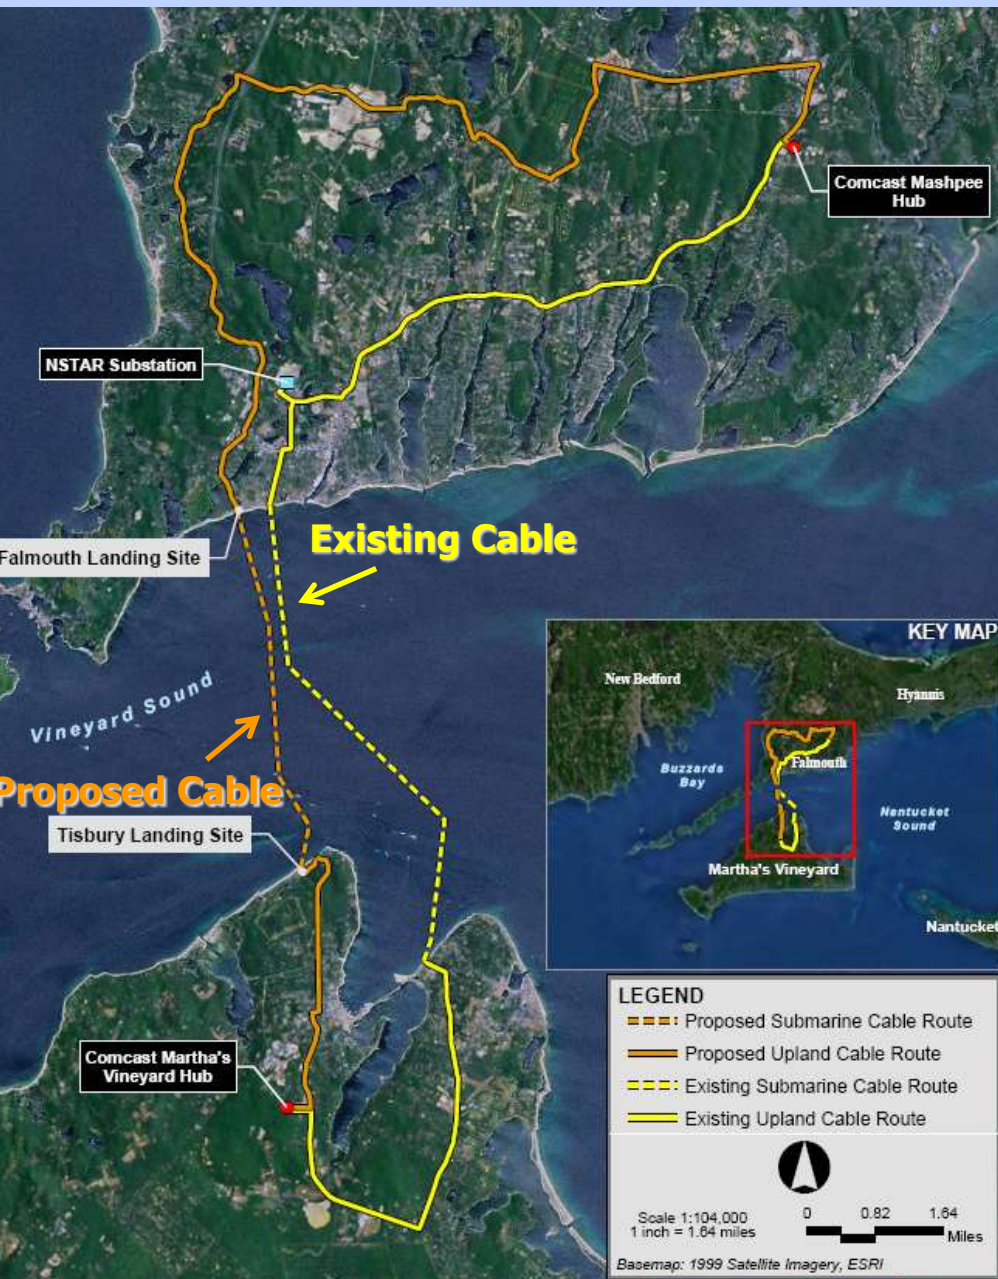 Comcast Mashpee
Hub
NSTAR Substation
Existing Cable
Falmouth Landing Site
Vineyard Sound
Proposed Cable
Tisbury Landing Site
Comcast Martha's
Vineyard Hub
KEY MAP
New Bedford
Hyannis
Buzzards
Bay
Falmouth
Nantucket
Sound
Martha's Vineyard
Nantucket
LEGEND
Proposed Submarine Cable Route
Proposed Upland Cable Route
Existing Submarine Cable Route
Existing Upland Cable Route
Scale 1:104,000
1 inch = 1.64 miles
0 0.82 1.64
Miles
Basemap: 1999 Satellite Imagery, ESRI